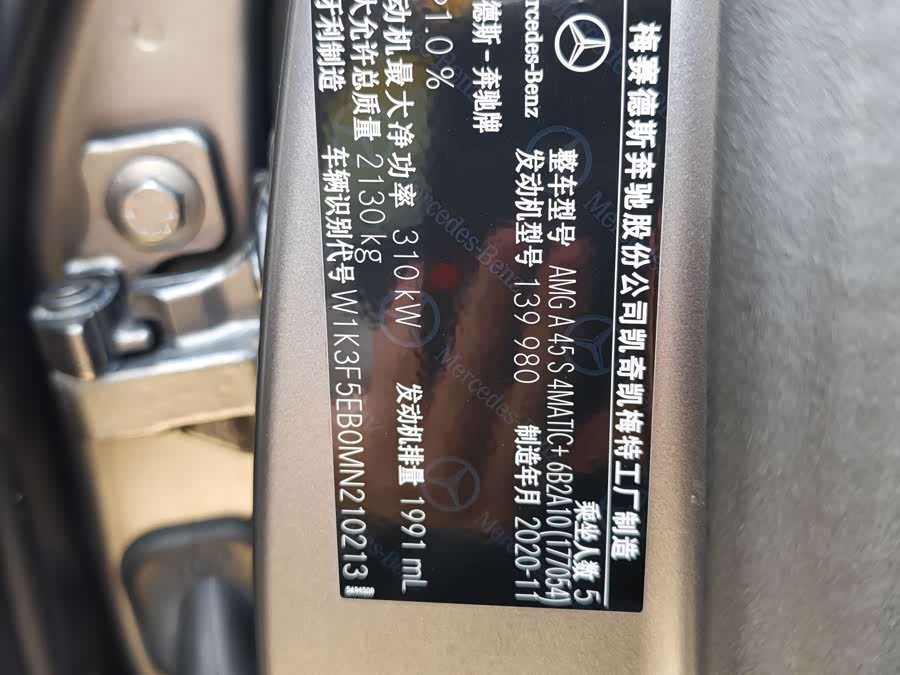 梅赛德斯奔驰股份公司凯奇凯梅特工厂制造
Mercedes-Benz
整车型号 AMG A 45 S 4MATIC+ 6B2A10(177054)
乘坐人数 5
德斯-奔驰牌
发动机型号 139 980
制造年月 2020-11
1.0 %
动机最大净功率 310 kW
发动机排量 1991 mL
大允许总质量 2130 kg
牙利制造
车辆识别代号 W1K3F5EB0MN210213